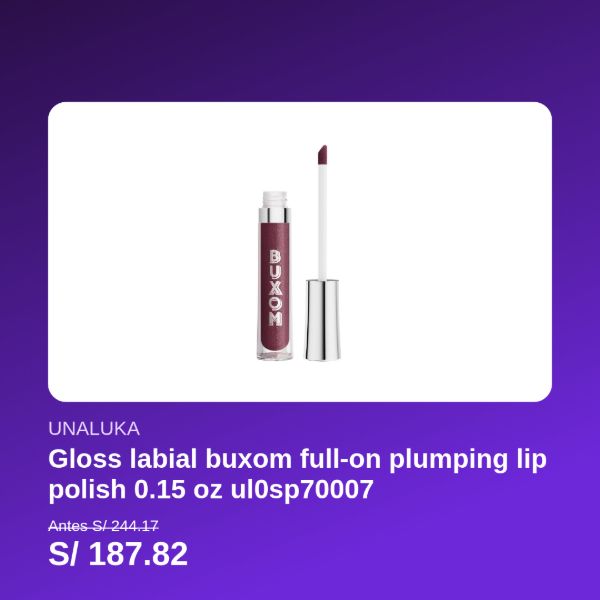 BUXOM
UNALUKA
Gloss labial buxom full-on plumping lip
polish 0.15 oz ul0sp70007
Antes S/ 244.17
S/ 187.82